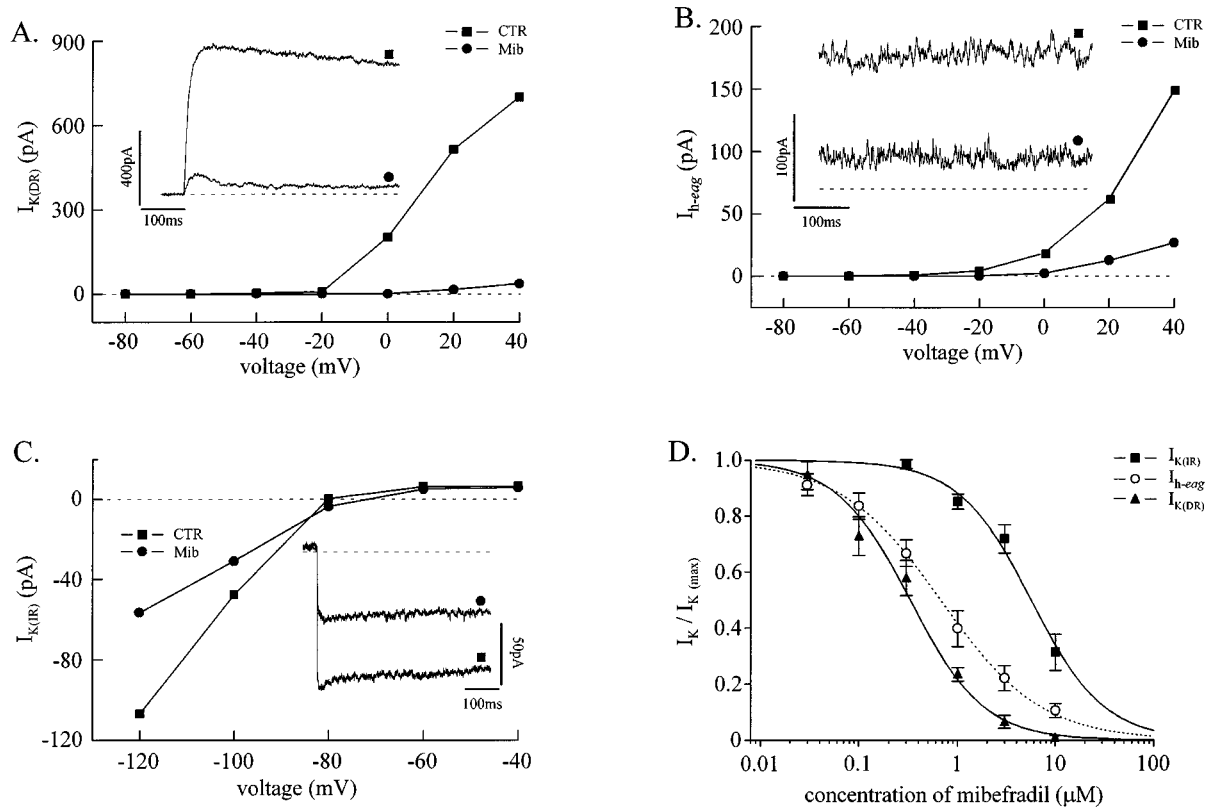 A.
CTR
Mib
900
600
300
0
I_K(DR) (pA)
400pA
100ms
-80 -60 -40 -20 0 20 40
voltage (mV)
B.
CTR
Mib
200
150
100
50
0
I_h-eag (pA)
100pA
100ms
-80 -60 -40 -20 0 20 40
voltage (mV)
C.
CTR
Mib
0
-40
-80
-120
I_K(IR) (pA)
50pA
100ms
-120 -100 -80 -60 -40
voltage (mV)
D.
I_K(IR)
I_h-eag
I_K(DR)
1.0
0.8
0.6
0.4
0.2
0
I_K / I_K (max)
0.01 0.1 1 10 100
concentration of mibefradil (μM)